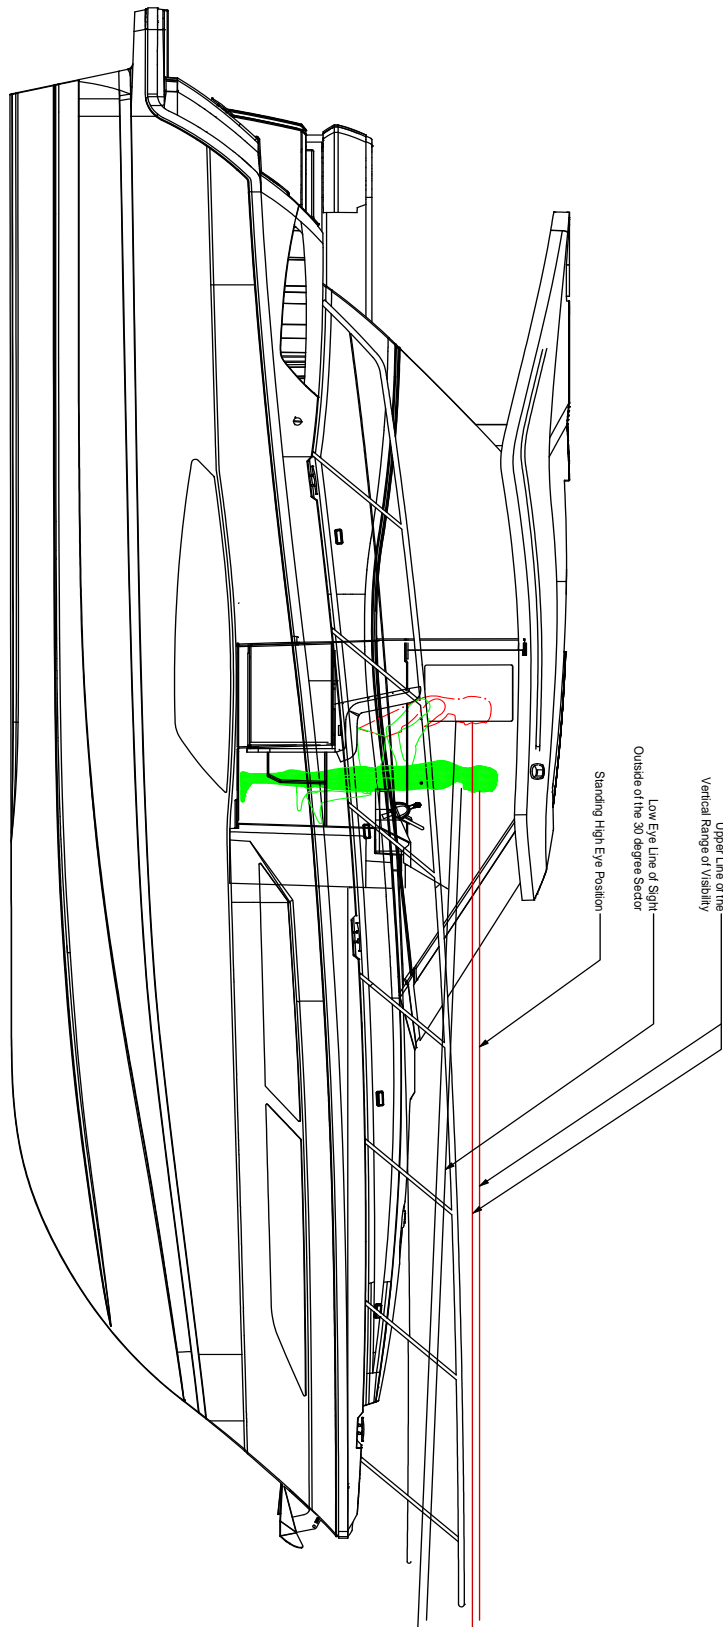 Upper Line of the
Vertical Range of Visibility
Low Eye Line of Sight
Outside of the 30 degree Sector
Standing High Eye Position